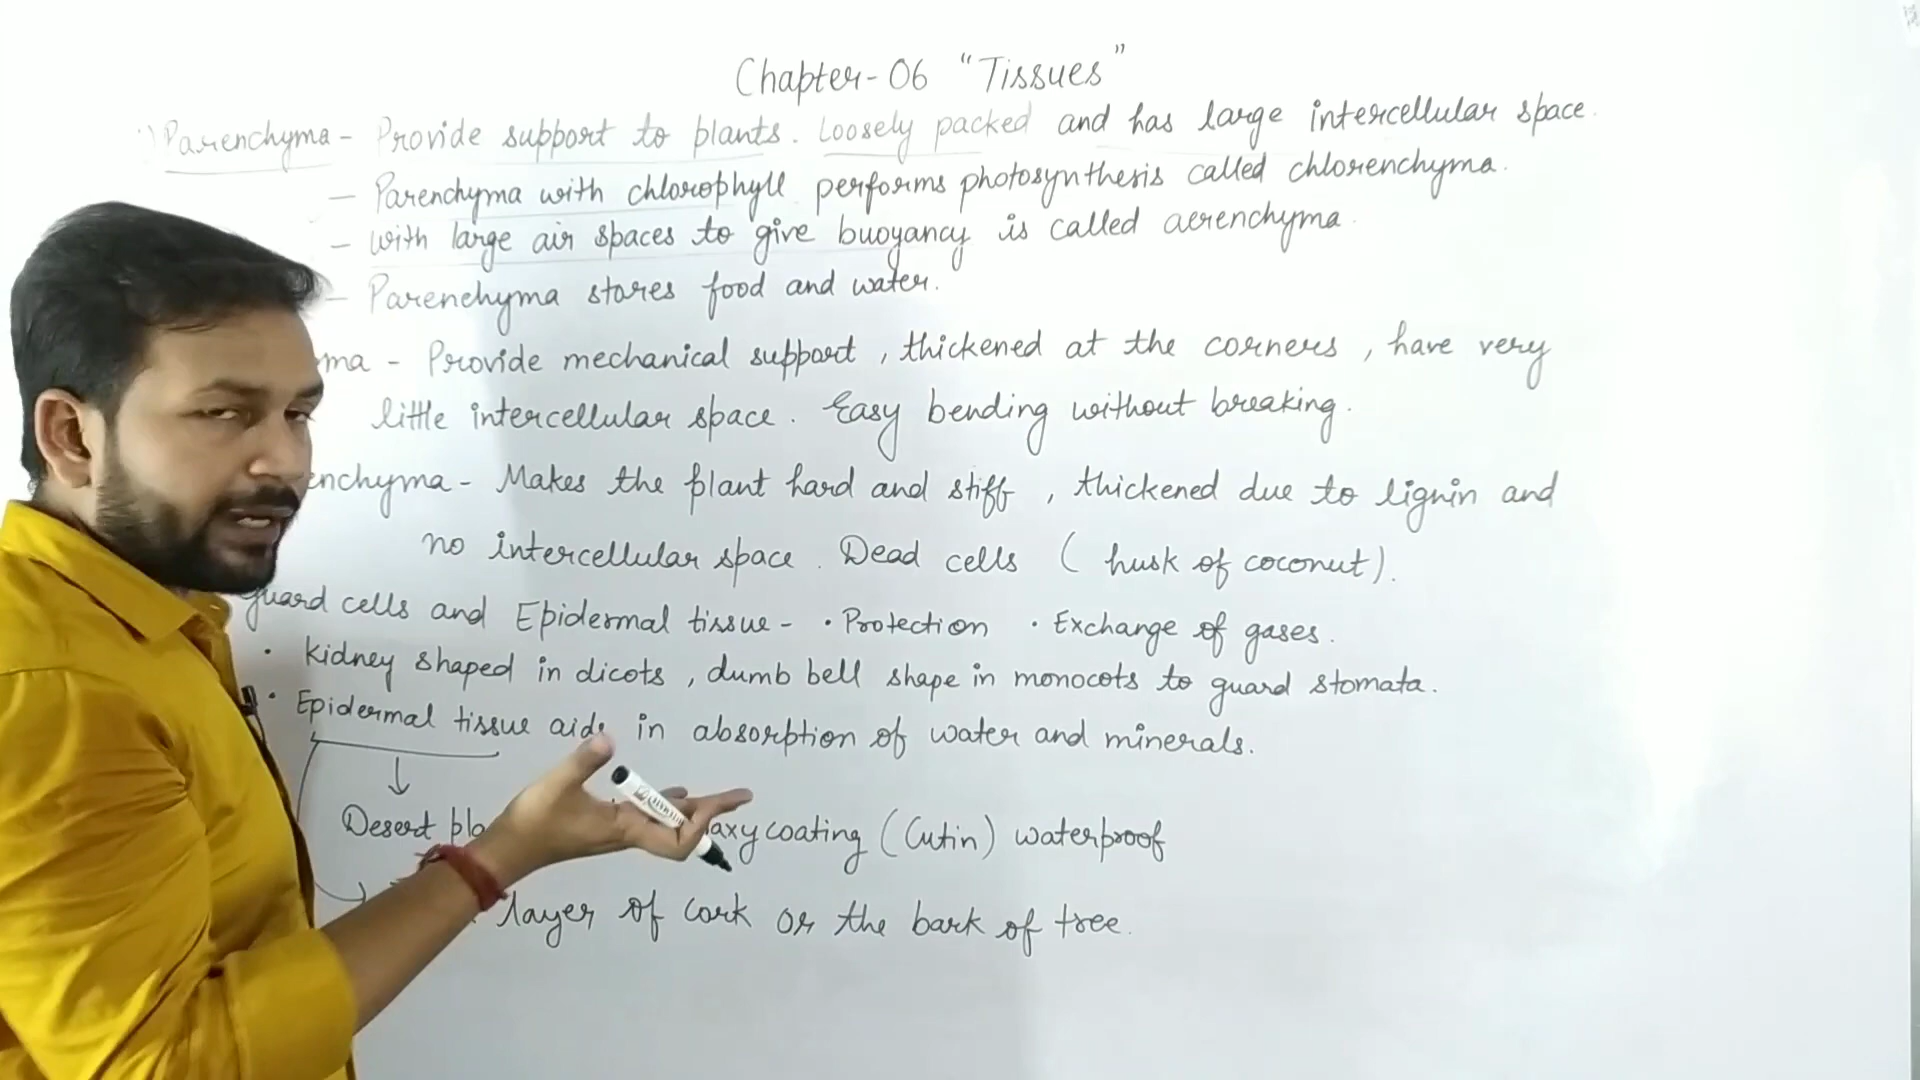 Chapter-06 "Tissues"
1) Parenchyma - Provide support to plants. Loosely packed and has large intercellular space.
- Parenchyma with chlorophyll performs photosynthesis called chlorenchyma.
- with large air spaces to give buoyancy is called aerenchyma.
- Parenchyma stores food and water.
ma - Provide mechanical support, thickened at the corners, have very
little intercellular space. Easy bending without breaking.
enchyma - Makes the plant hard and stiff, thickened due to lignin and
no intercellular space. Dead cells (husk of coconut).
guard cells and Epidermal tissue - • Protection • Exchange of gases.
• kidney shaped in dicots, dumb bell shape in monocots to guard stomata.
• Epidermal tissue aids in absorption of water and minerals.
Desert pla axy coating (Cutin) waterproof
layer of cork or the bark of tree.